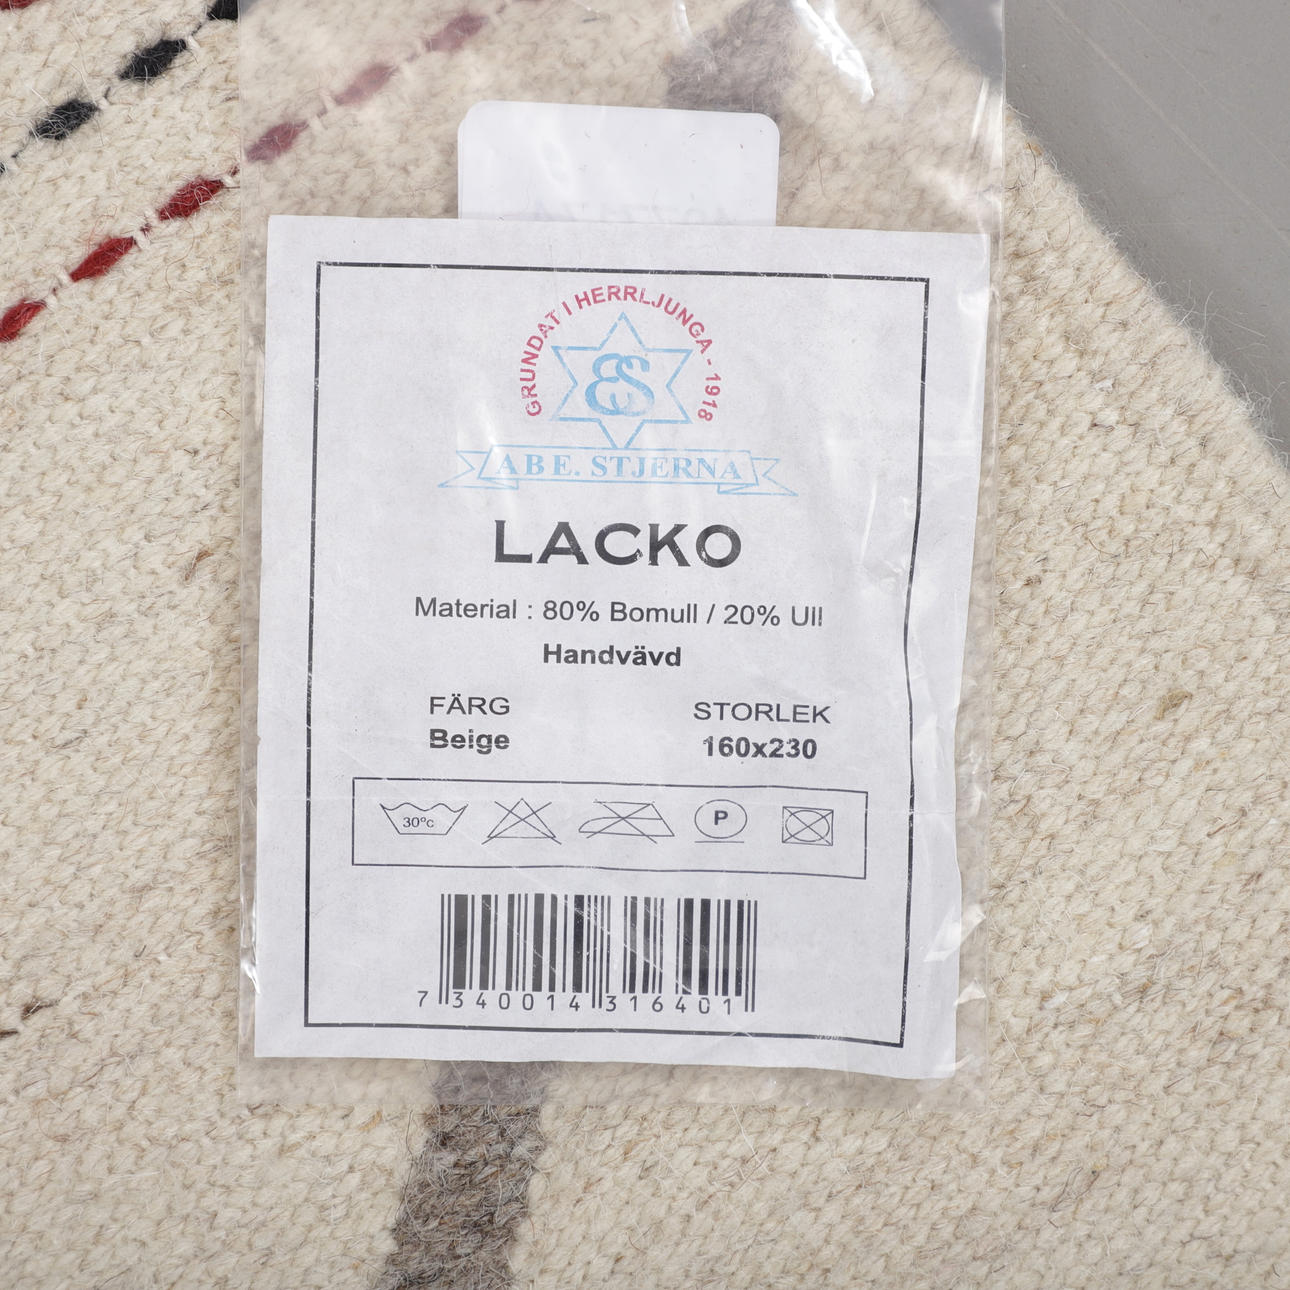 GRUNDAT I HERRLJUNGA - 1918
ES
ABE. STJERNA
LACKO
Material : 80% Bomull / 20% Ull
Handvävd
FÄRG STORLEK
Beige 160x230
30°c P
7 340014 316401